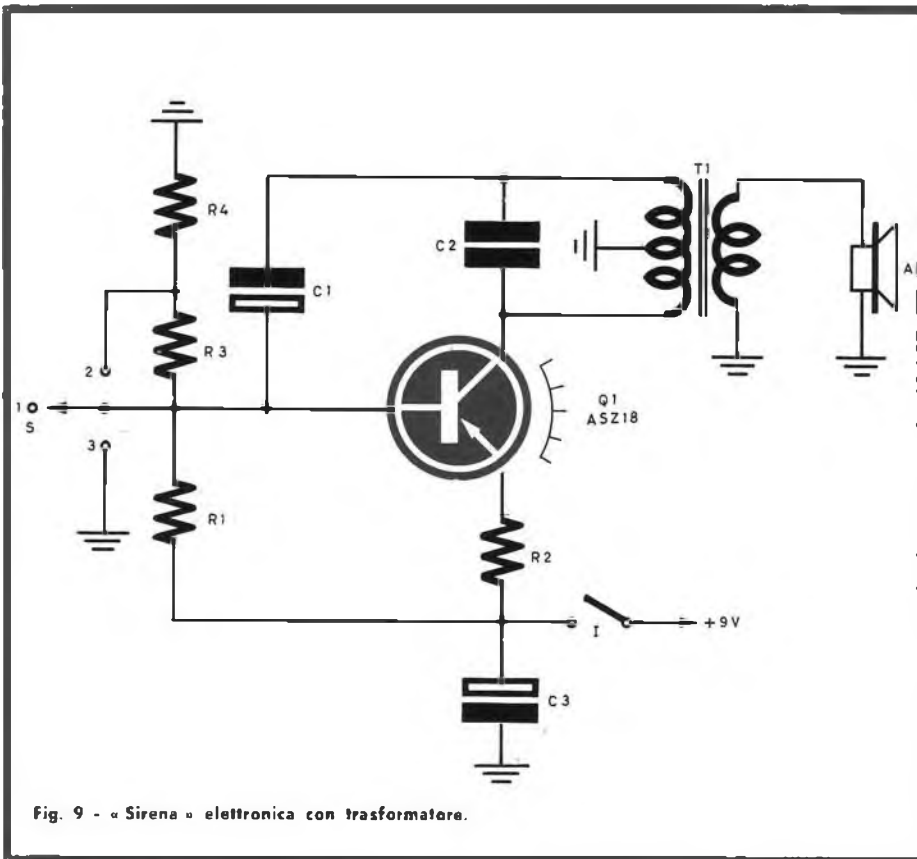 R4
T1
C2
C1
A
R3
2
1
S
Q1
ASZ18
3
R1
R2
I
+9V
C3
Fig. 9 - « Sirena » elettronica con trasformatore.